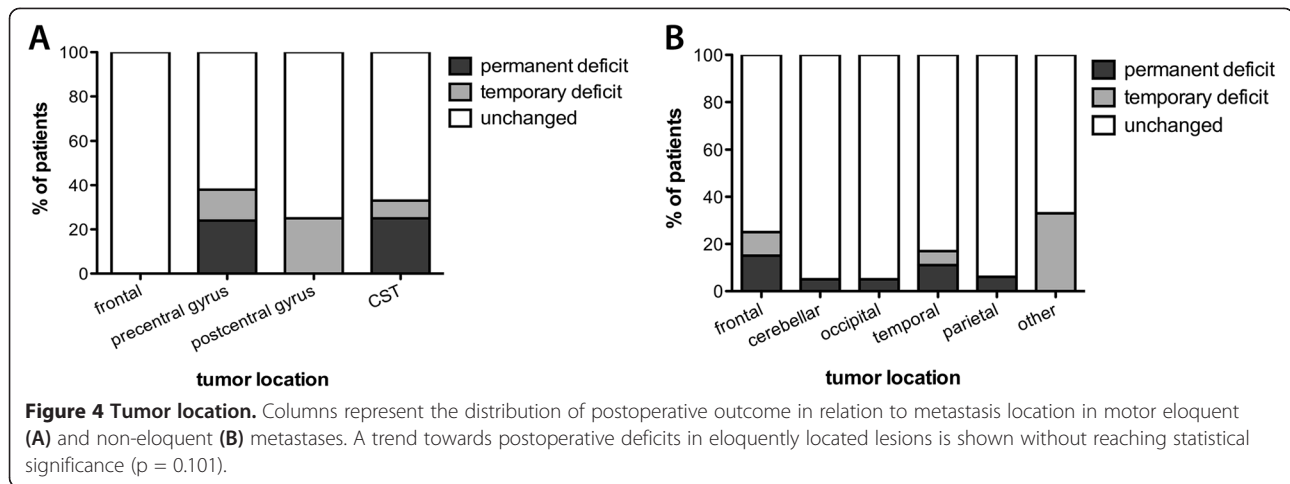 A
100
80
60
40
20
0
% of patients
frontal
precentral gyrus
postcentral gyrus
CST
tumor location
permanent deficit
temporary deficit
unchanged
B
100
80
60
40
20
0
% of patients
frontal
cerebellar
occipital
temporal
parietal
other
tumor location
permanent deficit
temporary deficit
unchanged
Figure 4 Tumor location. Columns represent the distribution of postoperative outcome in relation to metastasis location in motor eloquent
(A) and non-eloquent (B) metastases. A trend towards postoperative deficits in eloquently located lesions is shown without reaching statistical
significance (p = 0.101).